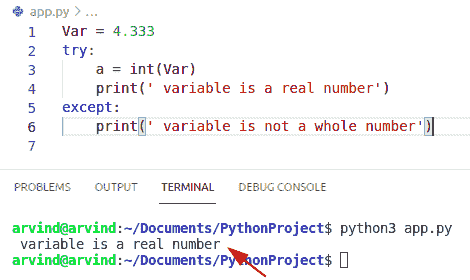 app.py > ...
1 Var = 4.333
2 try:
3     a = int(Var)
4     print(' variable is a real number')
5 except:
6     print(' variable is not a whole number')
7
PROBLEMS OUTPUT TERMINAL DEBUG CONSOLE
arvind@arvind:~/Documents/PythonProject$ python3 app.py
 variable is a real number
arvind@arvind:~/Documents/PythonProject$